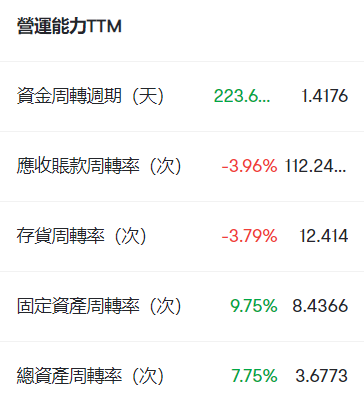 營運能力TTM
資金周轉週期（天） 223.6... 1.4176
應收賬款周轉率（次） -3.96% 112.24...
存貨周轉率（次） -3.79% 12.414
固定資產周轉率（次） 9.75% 8.4366
總資產周轉率（次） 7.75% 3.6773